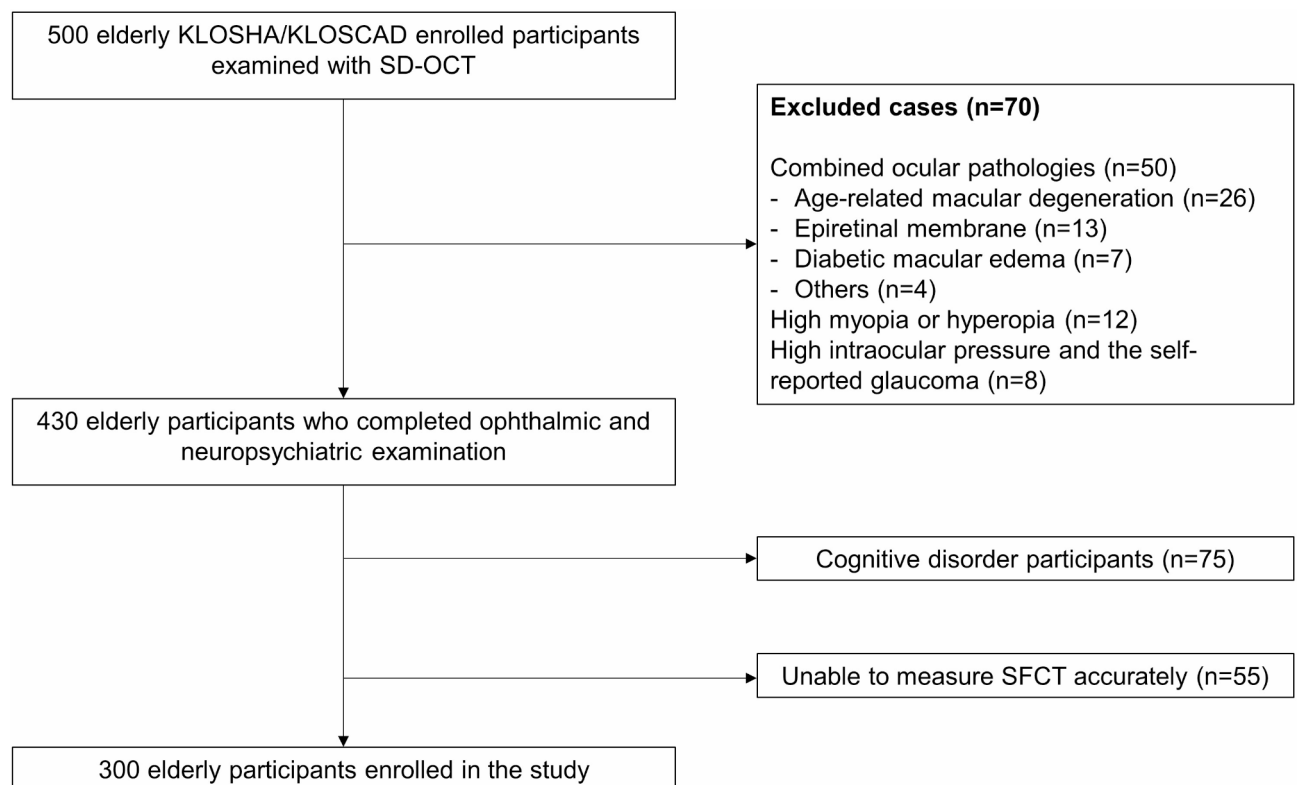 500 elderly KLOSHA/KLOSCAD enrolled participants
examined with SD-OCT
Excluded cases (n=70)
Combined ocular pathologies (n=50)
- Age-related macular degeneration (n=26)
- Epiretinal membrane (n=13)
- Diabetic macular edema (n=7)
- Others (n=4)
High myopia or hyperopia (n=12)
High intraocular pressure and the self-
reported glaucoma (n=8)
430 elderly participants who completed ophthalmic and
neuropsychiatric examination
Cognitive disorder participants (n=75)
Unable to measure SFCT accurately (n=55)
300 elderly participants enrolled in the study